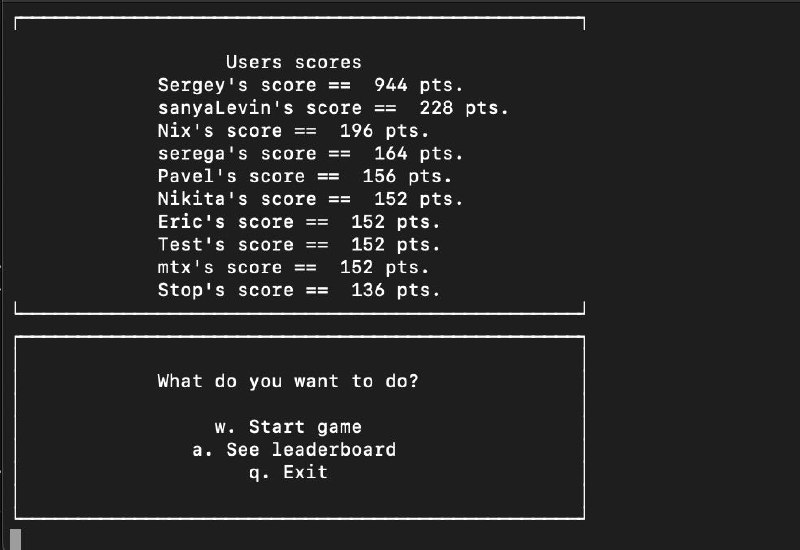 Users scores
Sergey's score ==  944 pts.
sanyaLevin's score ==  228 pts.
Nix's score ==  196 pts.
serega's score ==  164 pts.
Pavel's score ==  156 pts.
Nikita's score ==  152 pts.
Eric's score ==  152 pts.
Test's score ==  152 pts.
mtx's score ==  152 pts.
Stop's score ==  136 pts.
What do you want to do?
w. Start game
a. See leaderboard
q. Exit